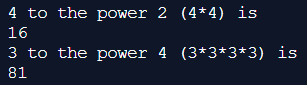 4 to the power 2 (4*4) is
16
3 to the power 4 (3*3*3*3) is
81